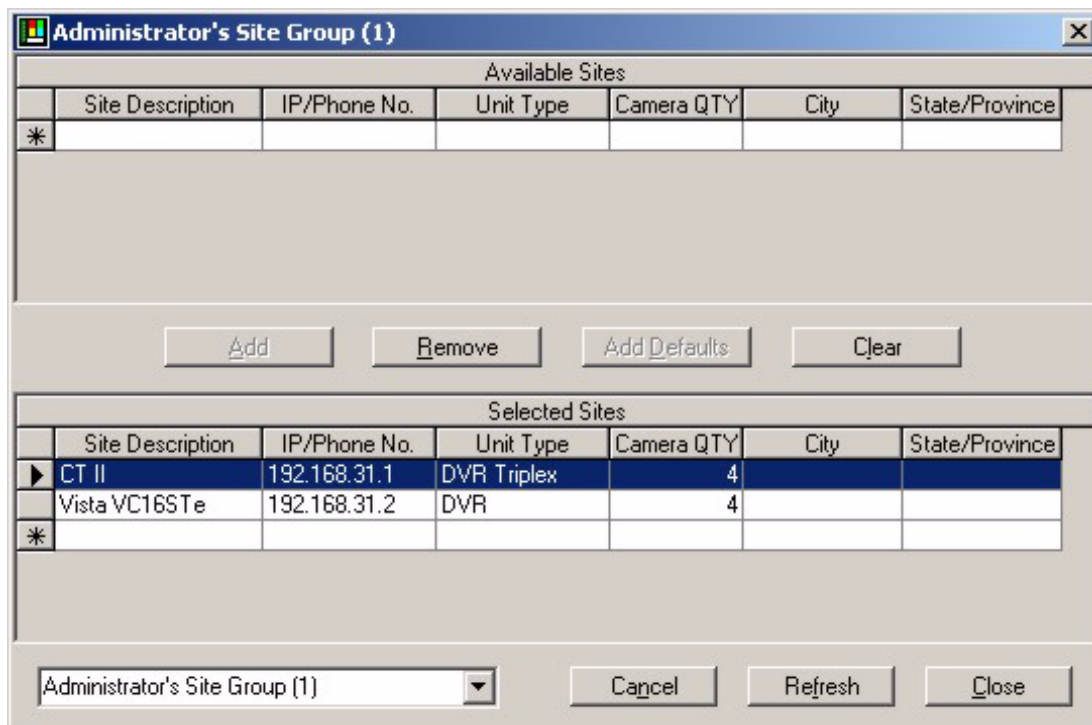 Administrator's Site Group (1)
Available Sites
Site Description IP/Phone No. Unit Type Camera QTY City State/Province
Add Remove Add Defaults Clear
Selected Sites
Site Description IP/Phone No. Unit Type Camera QTY City State/Province
CT II 192.168.31.1 DVR Triplex 4
Vista VC16STe 192.168.31.2 DVR 4
Administrator's Site Group (1) Cancel Refresh Close